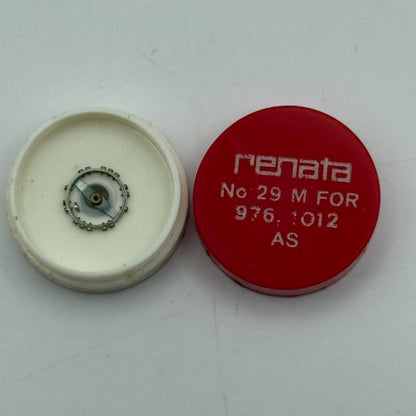 renata
No 29 M FOR
976, 1012
AS